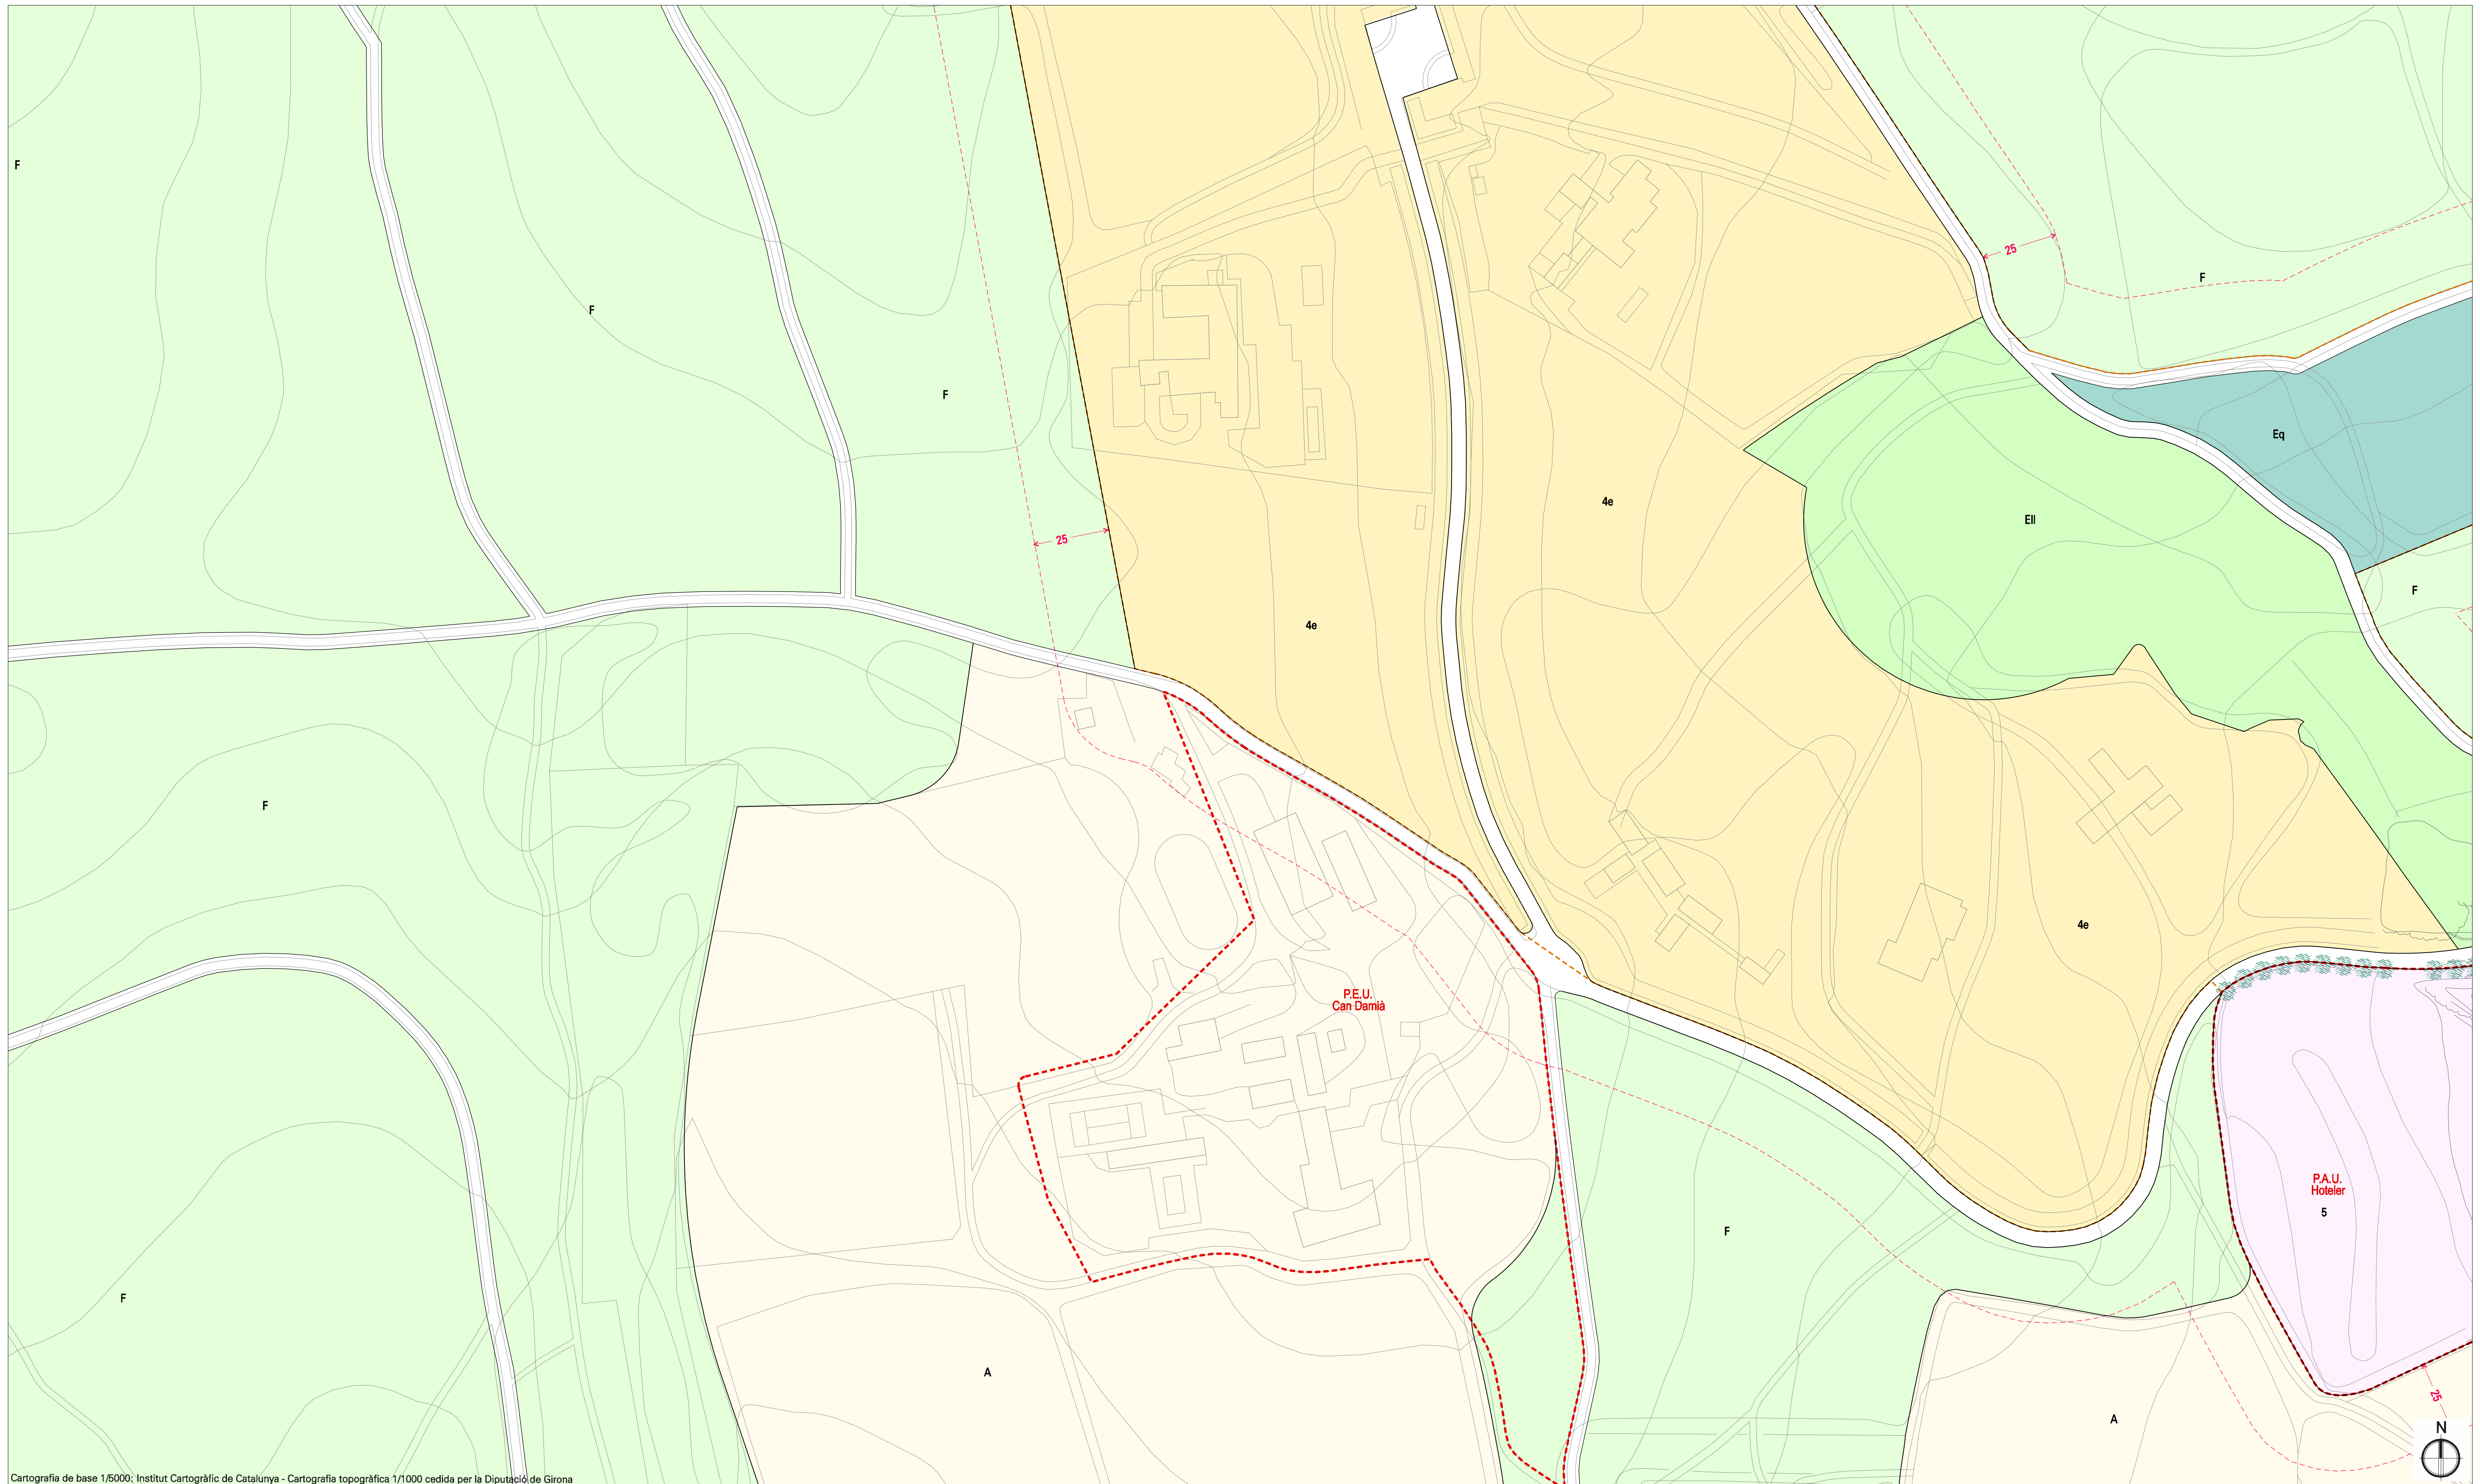 F
25
F
F
F
Eq
25
4e
Ell
F
4e
F
4e
P.E.U.
Can Damià
P.A.U.
Hoteler
5
F
F
A
25
A
N
Cartografia de base 1/5000: Institut Cartogràfic de Catalunya - Cartografia topogràfica 1/1000 cedida per la Diputació de Girona